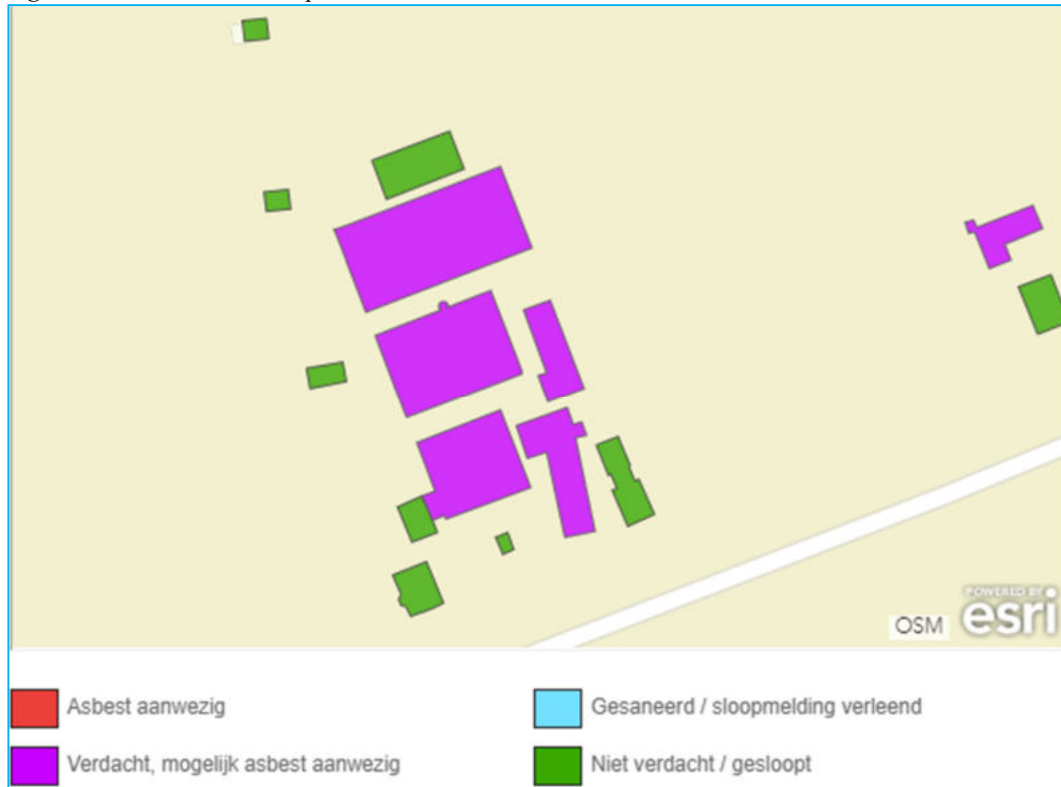 OSM
POWERED BY
esri
Asbest aanwezig
Gesaneerd / sloopmelding verleend
Verdacht, mogelijk asbest aanwezig
Niet verdacht / gesloopt